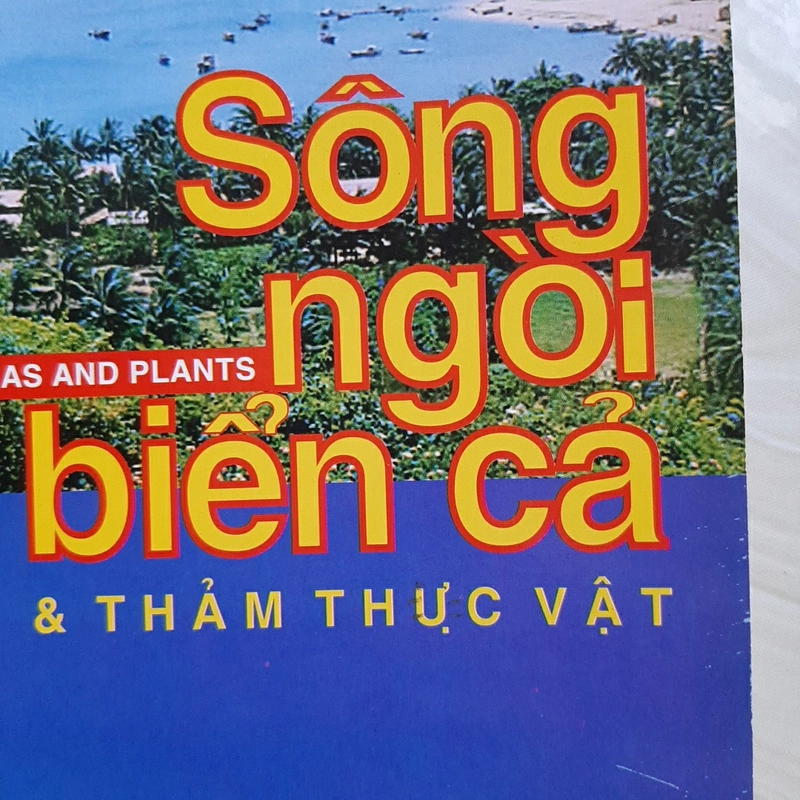 Sông
ngòi
AS AND PLANTS
biển cả
& THẢM THỰC VẬT